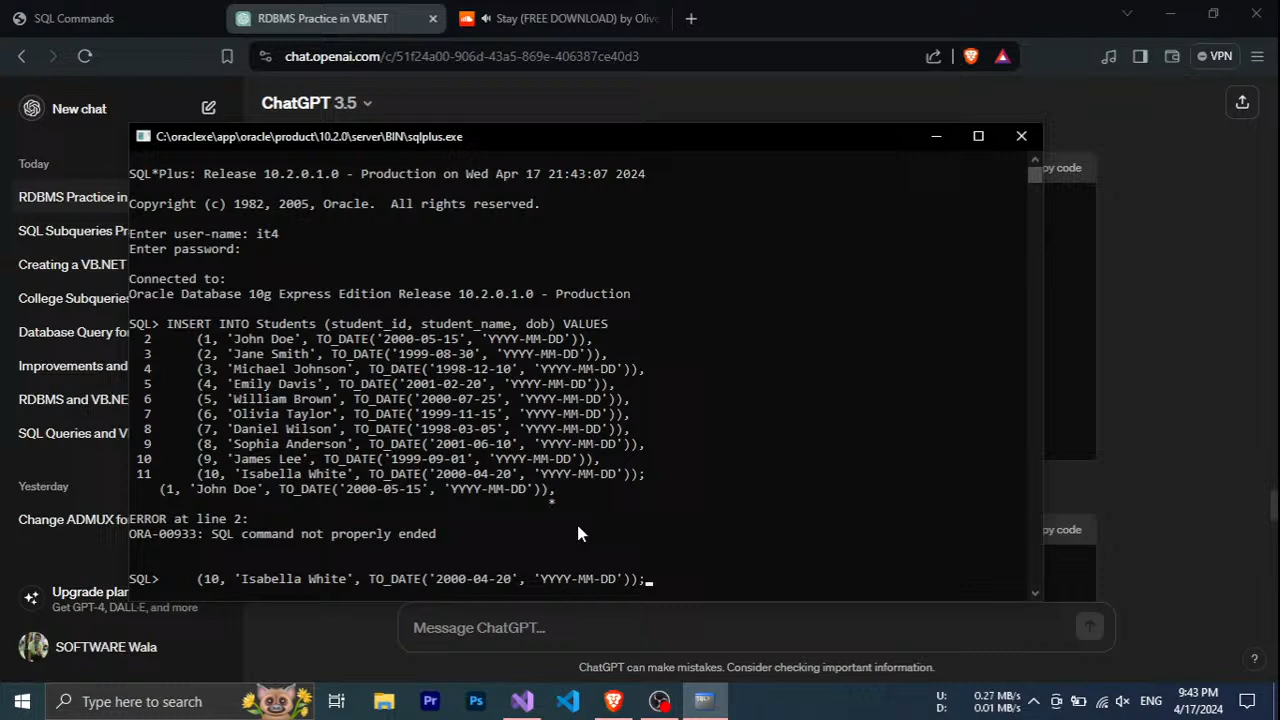 SQL Commands
RDBMS Practice in VB.NET
Stay (FREE DOWNLOAD) by Olive
chat.openai.com/c/51f24a00-906d-43a5-869e-406387ce40d3
VPN
New chat
ChatGPT 3.5
Today
RDBMS Practice in
SQL Subqueries Pr
Creating a VB.NET
College Subquerie
Database Query fo
Improvements and
RDBMS and VB.NE
SQL Queries and V
Yesterday
Change ADMUX fo
Upgrade plan
Get GPT-4, DALL-E, and more
SOFTWARE Wala
py code
py code
C:\oraclexe\app\oracle\product\10.2.0\server\BIN\sqlplus.exe
SQL*Plus: Release 10.2.0.1.0 - Production on Wed Apr 17 21:43:07 2024
Copyright (c) 1982, 2005, Oracle.  All rights reserved.
Enter user-name: it4
Enter password:
Connected to:
Oracle Database 10g Express Edition Release 10.2.0.1.0 - Production
SQL> INSERT INTO Students (student_id, student_name, dob) VALUES
  2      (1, 'John Doe', TO_DATE('2000-05-15', 'YYYY-MM-DD')),
  3      (2, 'Jane Smith', TO_DATE('1999-08-30', 'YYYY-MM-DD')),
  4      (3, 'Michael Johnson', TO_DATE('1998-12-10', 'YYYY-MM-DD')),
  5      (4, 'Emily Davis', TO_DATE('2001-02-20', 'YYYY-MM-DD')),
  6      (5, 'William Brown', TO_DATE('2000-07-25', 'YYYY-MM-DD')),
  7      (6, 'Olivia Taylor', TO_DATE('1999-11-15', 'YYYY-MM-DD')),
  8      (7, 'Daniel Wilson', TO_DATE('1998-03-05', 'YYYY-MM-DD')),
  9      (8, 'Sophia Anderson', TO_DATE('2001-06-10', 'YYYY-MM-DD')),
 10      (9, 'James Lee', TO_DATE('1999-09-01', 'YYYY-MM-DD')),
 11      (10, 'Isabella White', TO_DATE('2000-04-20', 'YYYY-MM-DD'));
    (1, 'John Doe', TO_DATE('2000-05-15', 'YYYY-MM-DD')),
                                                        *
ERROR at line 2:
ORA-00933: SQL command not properly ended
SQL>     (10, 'Isabella White', TO_DATE('2000-04-20', 'YYYY-MM-DD'));
Message ChatGPT...
ChatGPT can make mistakes. Consider checking important information.
?
Type here to search
Pr
Ps
U: 0.27 MB/s
D: 0.01 MB/s
ENG
9:43 PM
4/17/2024